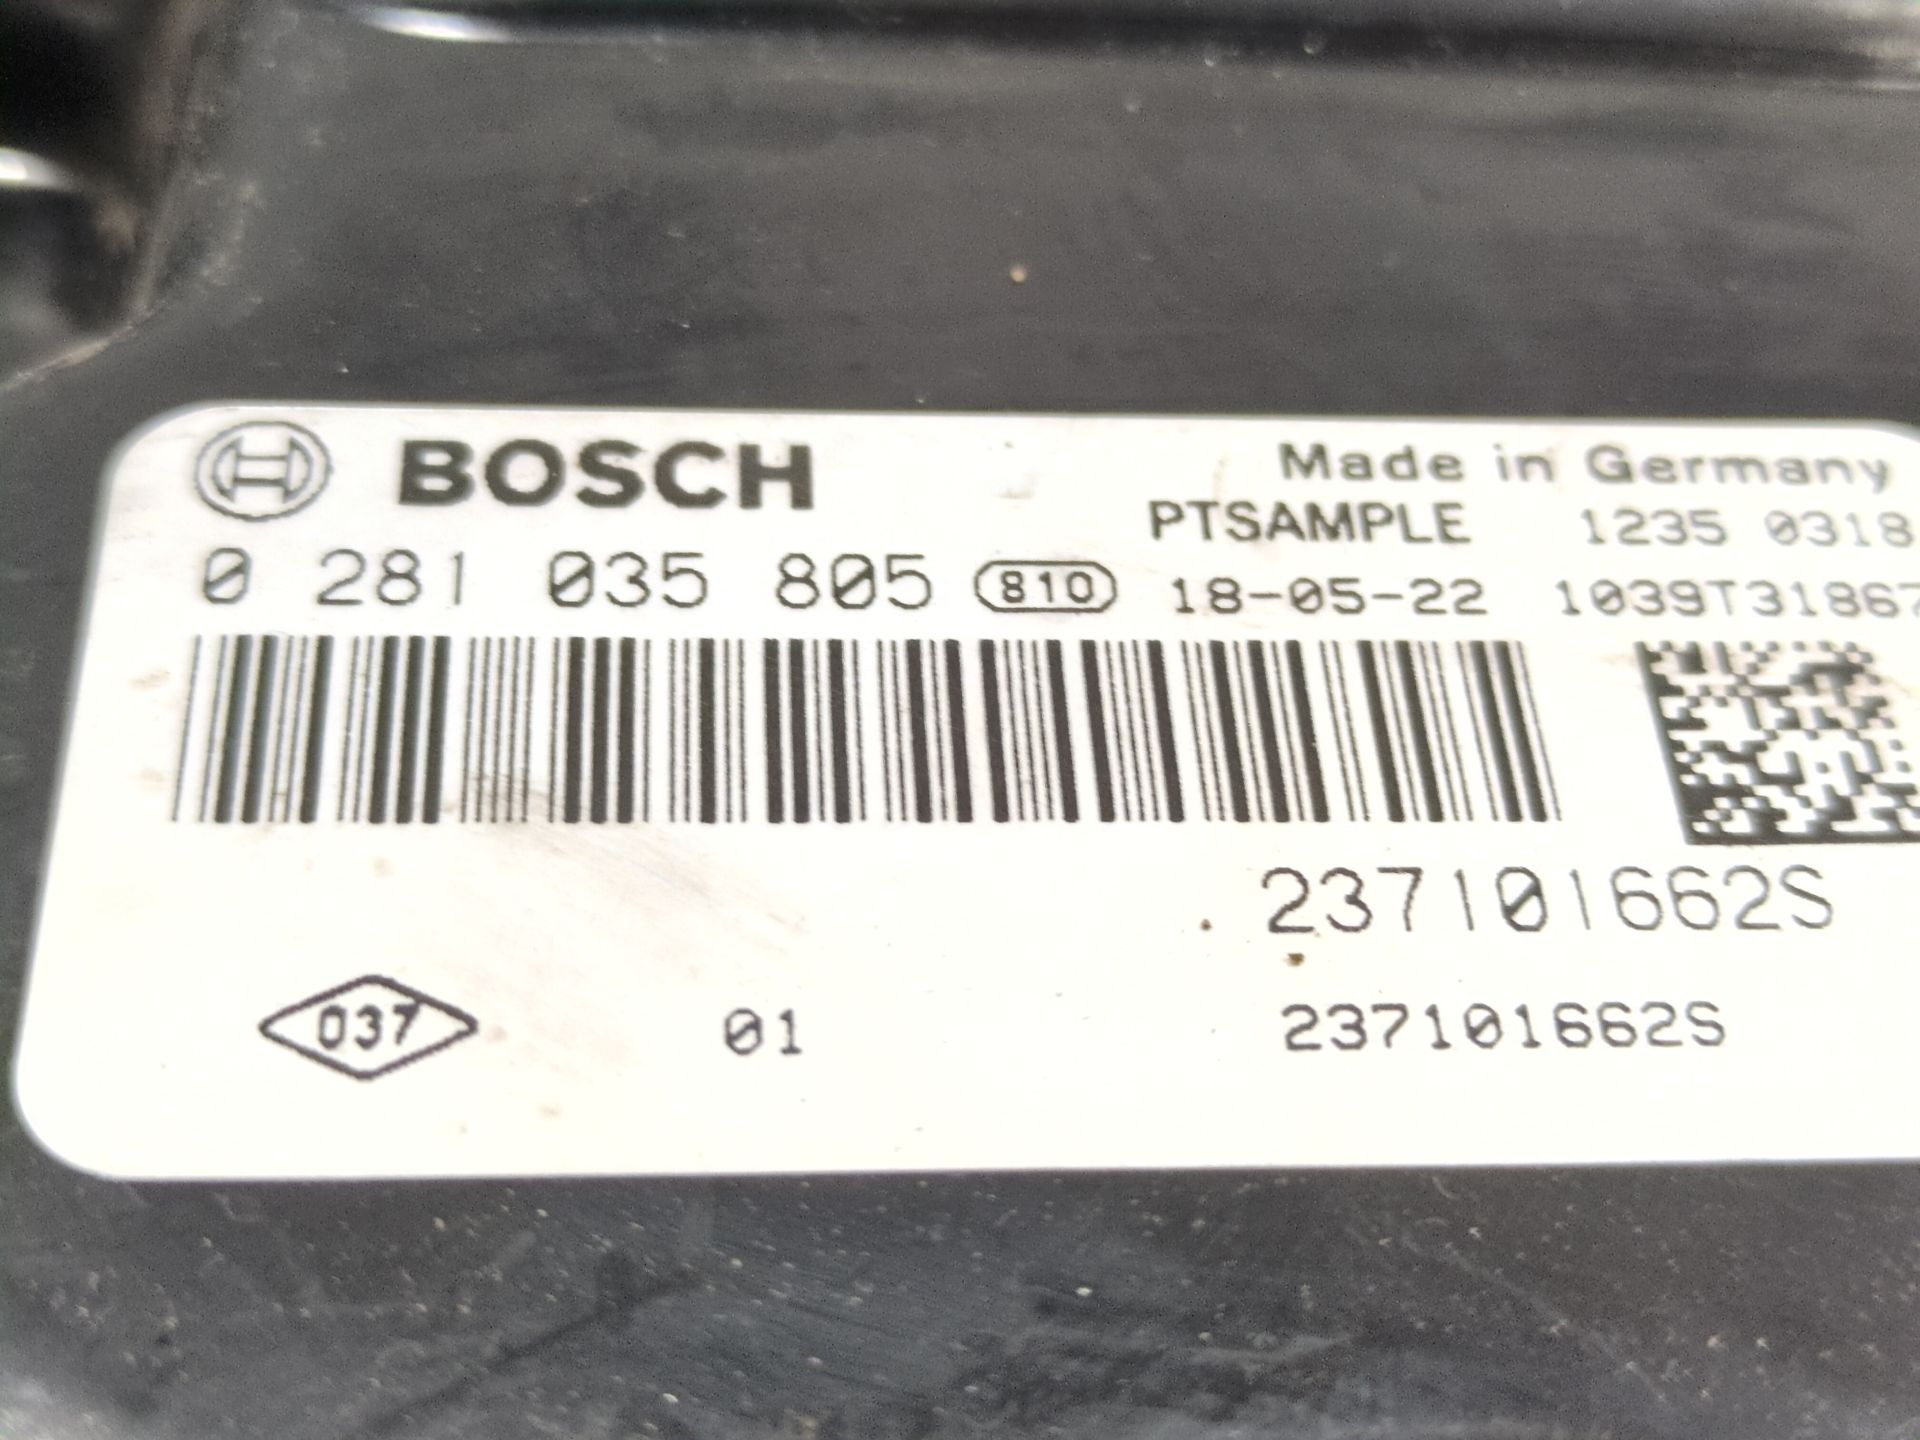 BOSCH
Made in Germany
PTSAMPLE 1235 0318
0 281 035 805 810 18-05-22 1039T31867
237101662S
037 01 237101662S